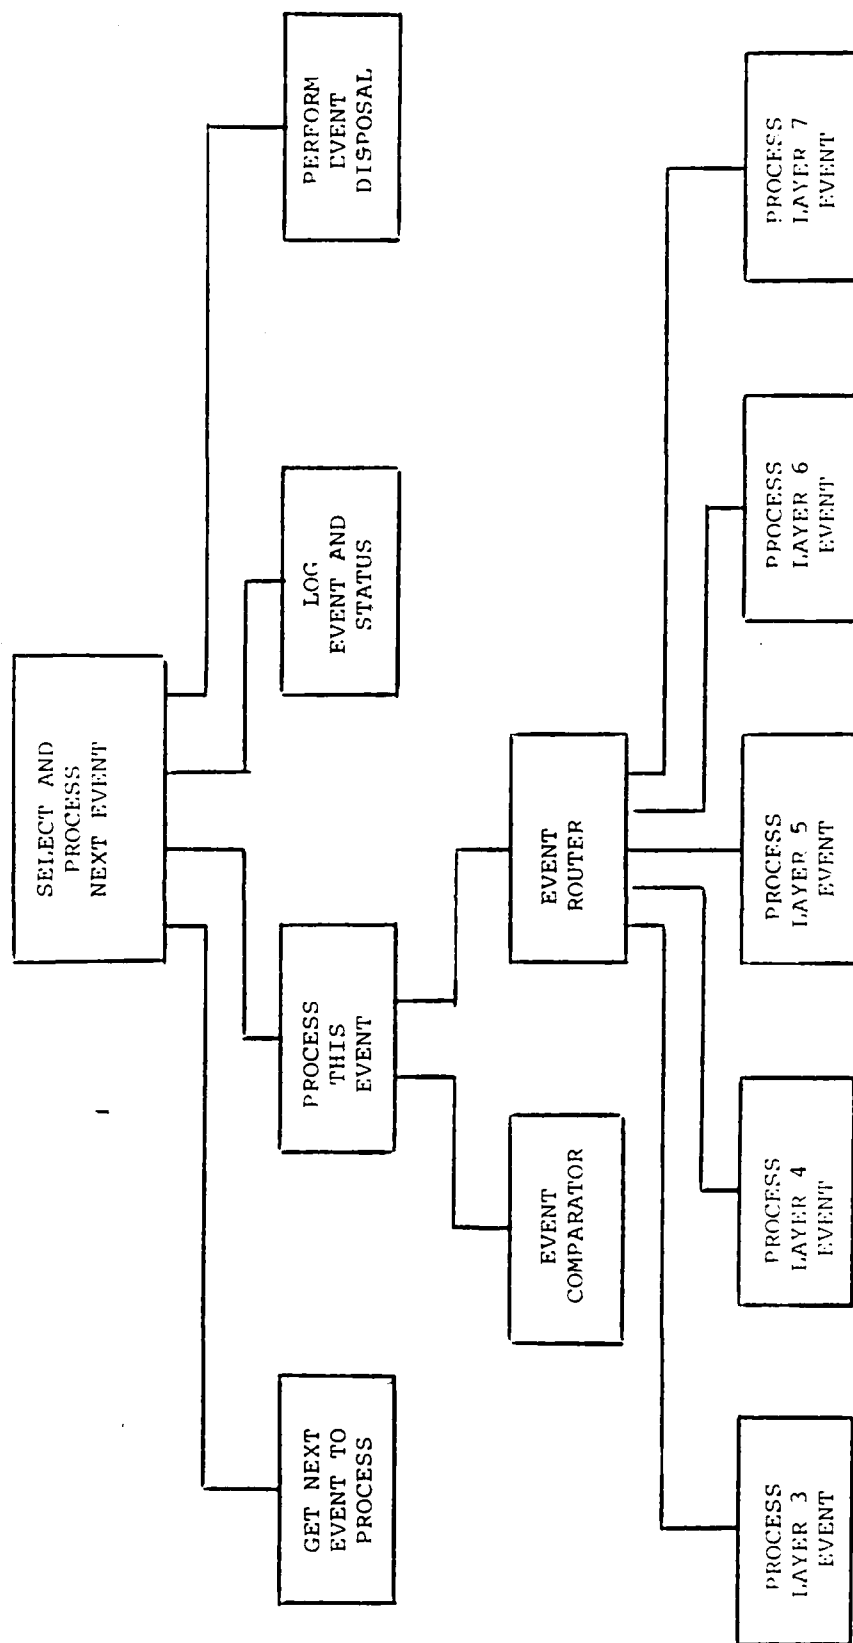 SELECT AND
PROCESS
NEXT EVENT
GET NEXT
EVENT TO
PROCESS
PROCESS
THIS
EVENT
LOG
EVENT AND
STATUS
PERFORM
EVENT
DISPOSAL
EVENT
COMPARATOR
EVENT
ROUTER
PROCESS
LAYER 3
EVENT
PROCESS
LAYER 4
EVENT
PROCESS
LAYER 5
EVENT
PROCESS
LAYER 6
EVENT
PROCESS
LAYER 7
EVENT